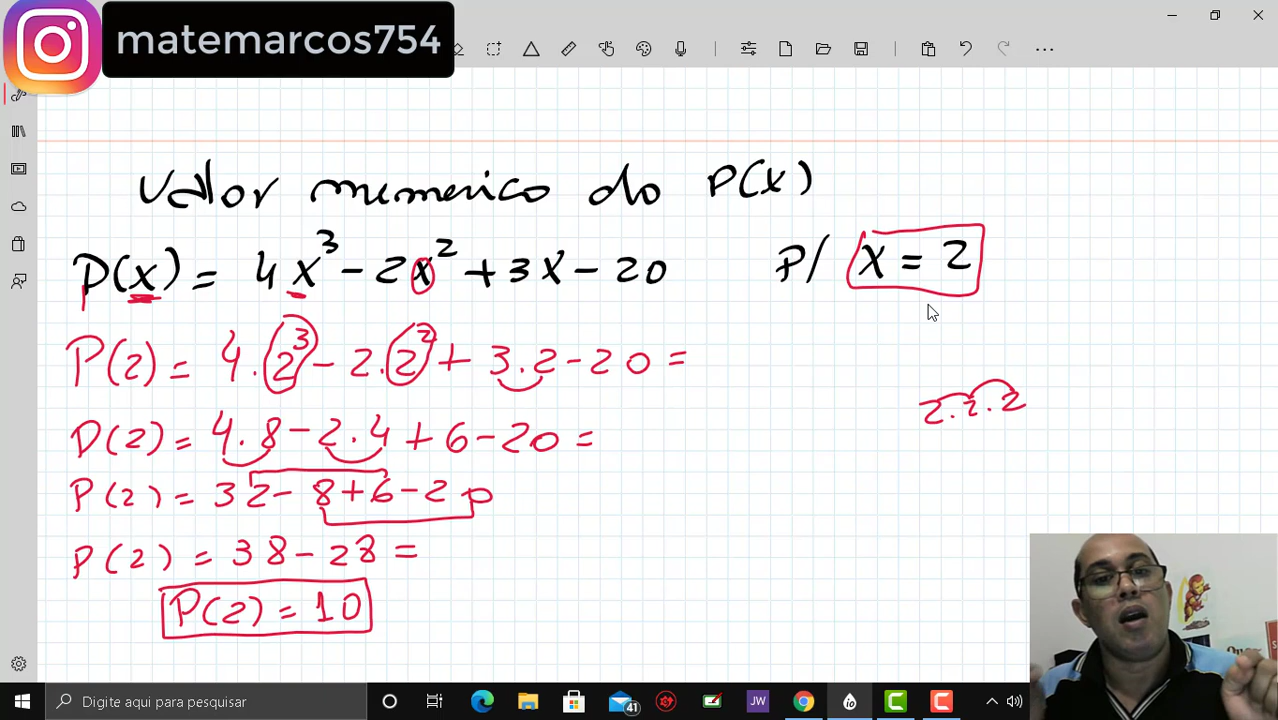 matemarcos754
Valor numerico do P(x)
P(x) = 4x³ - 2x² + 3x - 20 P/ x = 2
P(2) = 4.2³ - 2.2² + 3.2 - 20 =
2.2.2
P(2) = 4.8 - 2.4 + 6 - 20 =
P(2) = 32 - 8 + 6 - 20
P(2) = 38 - 28 =
P(2) = 10
Digite aqui para pesquisar
41
JW
io